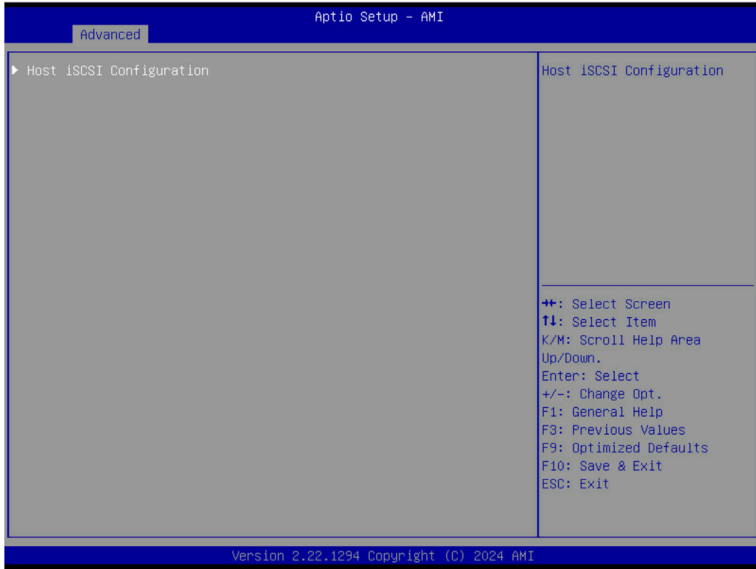 Aptio Setup – AMI
Advanced
▶ Host iSCSI Configuration
Host iSCSI Configuration
→←: Select Screen
↑↓: Select Item
K/M: Scroll Help Area
Up/Down.
Enter: Select
+/-: Change Opt.
F1: General Help
F3: Previous Values
F9: Optimized Defaults
F10: Save & Exit
ESC: Exit
Version 2.22.1294 Copyright (C) 2024 AMI